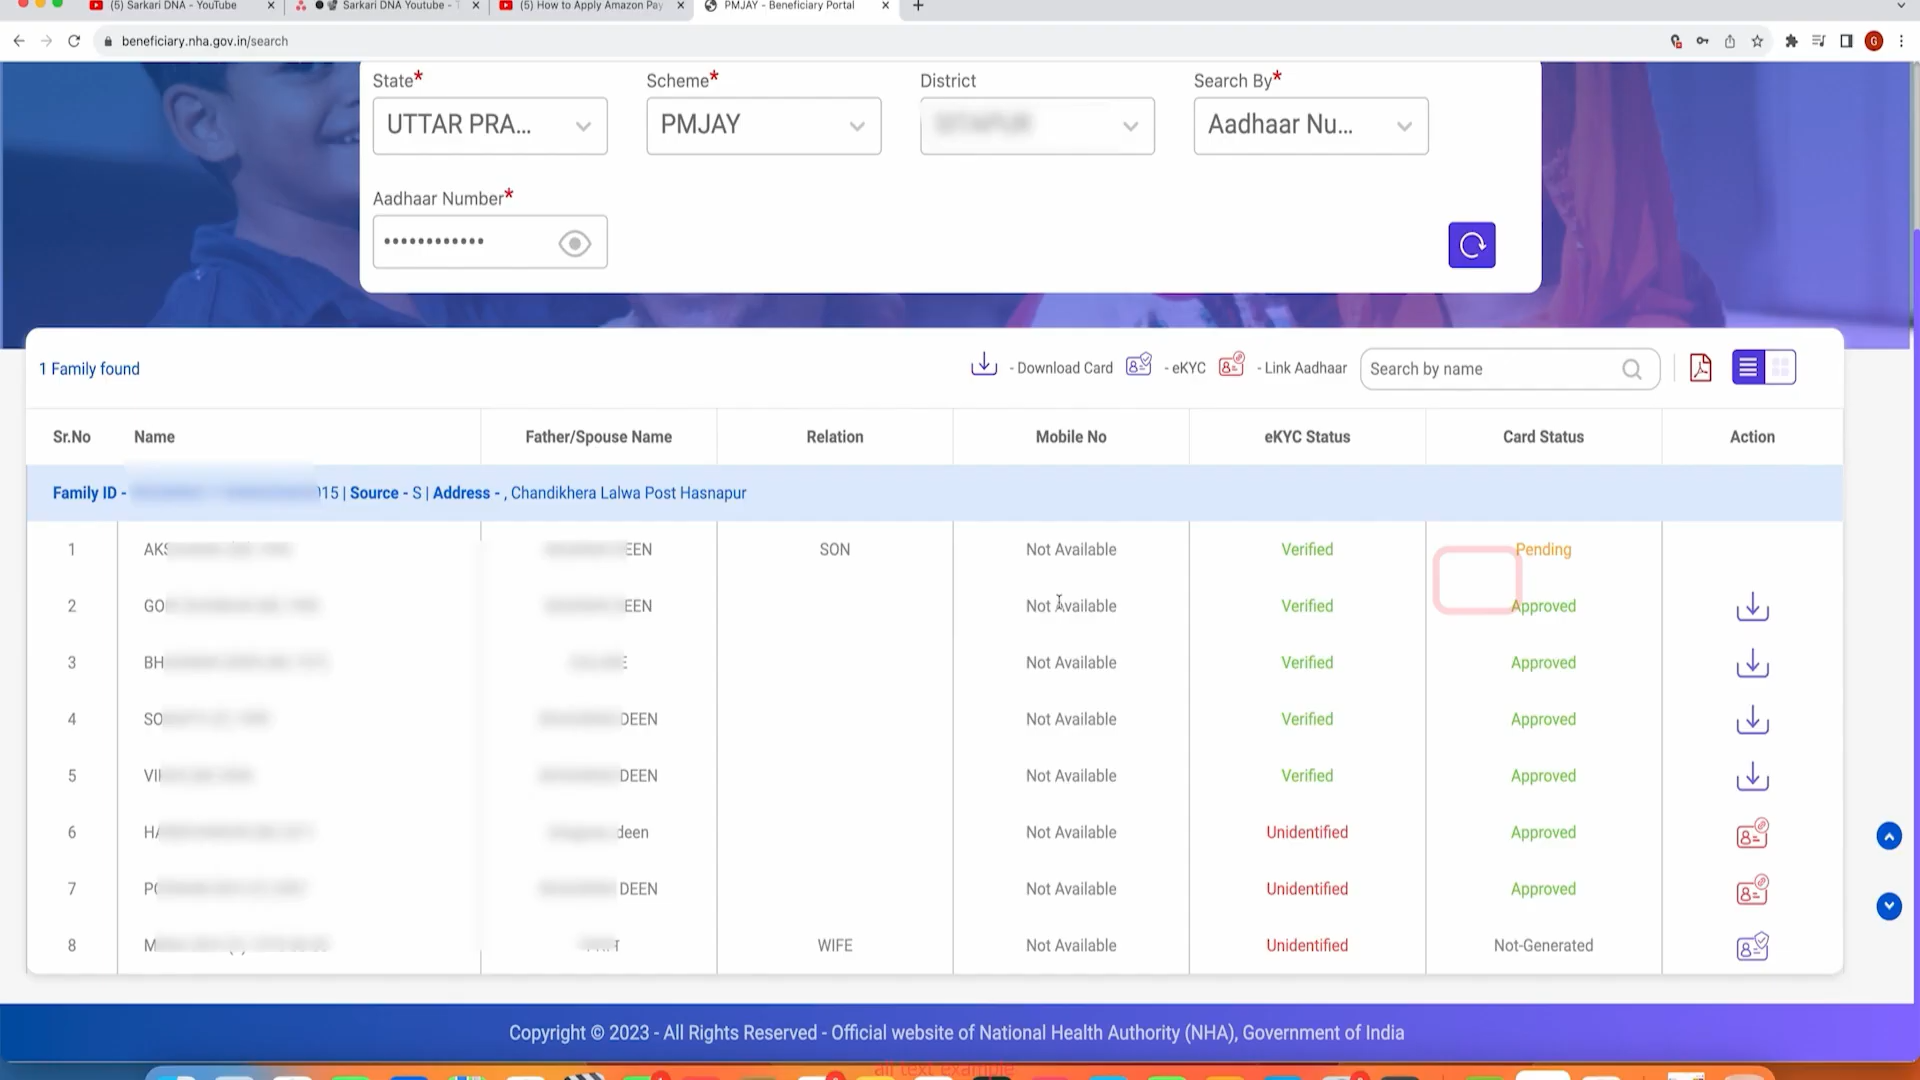 (5) Sarkari DNA - YouTube
Sarkari DNA Youtube -
(5) How to Apply Amazon Pay
PMJAY - Beneficiary Portal
beneficiary.nha.gov.in/search
G
State* Scheme* District Search By*
UTTAR PRA... PMJAY Aadhaar Nu...
Aadhaar Number*
1 Family found
- Download Card - eKYC - Link Aadhaar Search by name
Sr.No Name Father/Spouse Name Relation Mobile No eKYC Status Card Status Action
Family ID - 015 | Source - S | Address - , Chandikhera Lalwa Post Hasnapur
1 AKS EEN SON Not Available Verified Pending
2 GO EEN Not Available Verified Approved
3 BH Not Available Verified Approved
4 SO DEEN Not Available Verified Approved
5 VI DEEN Not Available Verified Approved
6 HA deen Not Available Unidentified Approved
7 PO DEEN Not Available Unidentified Approved
8 M WIFE Not Available Unidentified Not-Generated
Copyright © 2023 - All Rights Reserved - Official website of National Health Authority (NHA), Government of India
alt text example